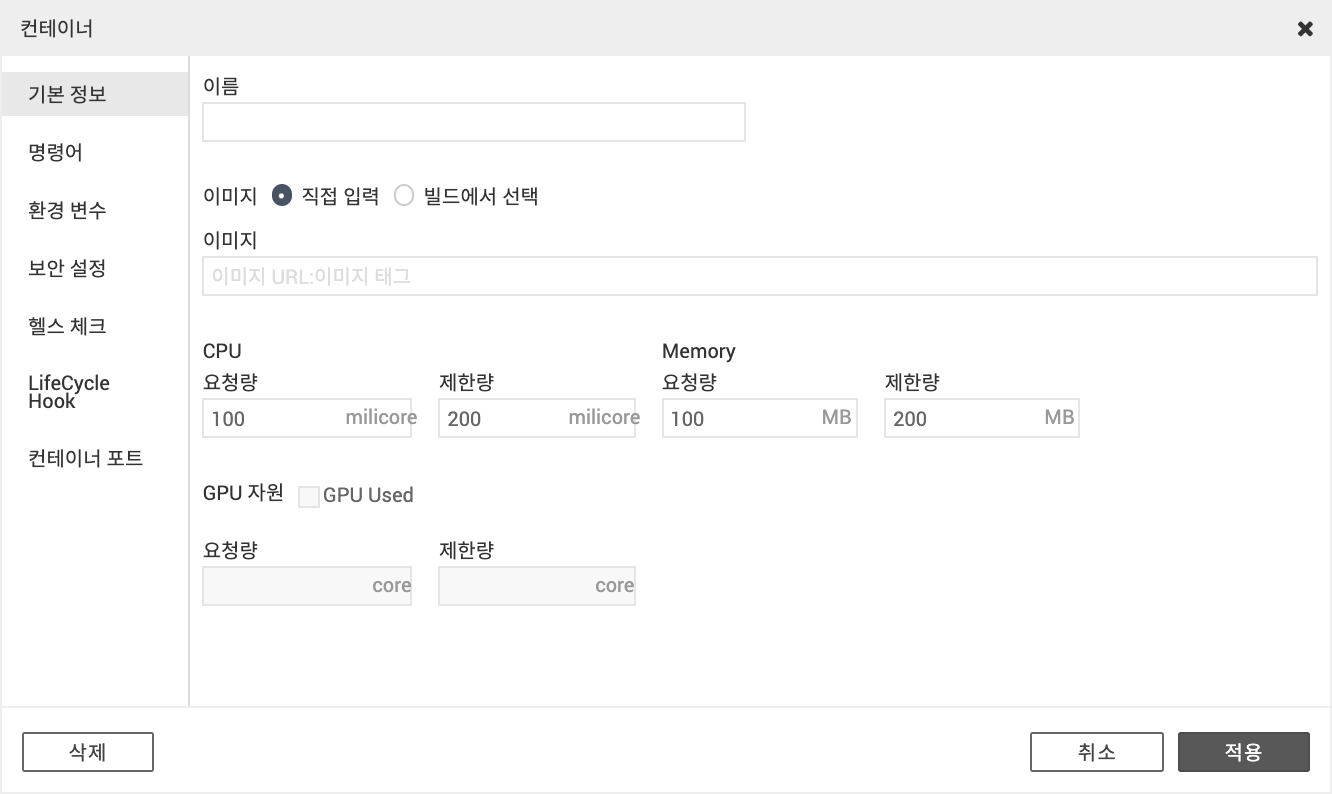 컨테이너
기본 정보
명령어
환경 변수
보안 설정
헬스 체크
LifeCycle
Hook
컨테이너 포트
이름
이미지 직접 입력 빌드에서 선택
이미지
이미지 URL:이미지 태그
CPU Memory
요청량 제한량 요청량 제한량
100 milicore 200 milicore 100 MB 200 MB
GPU 자원 GPU Used
요청량 제한량
core core
삭제 취소 적용